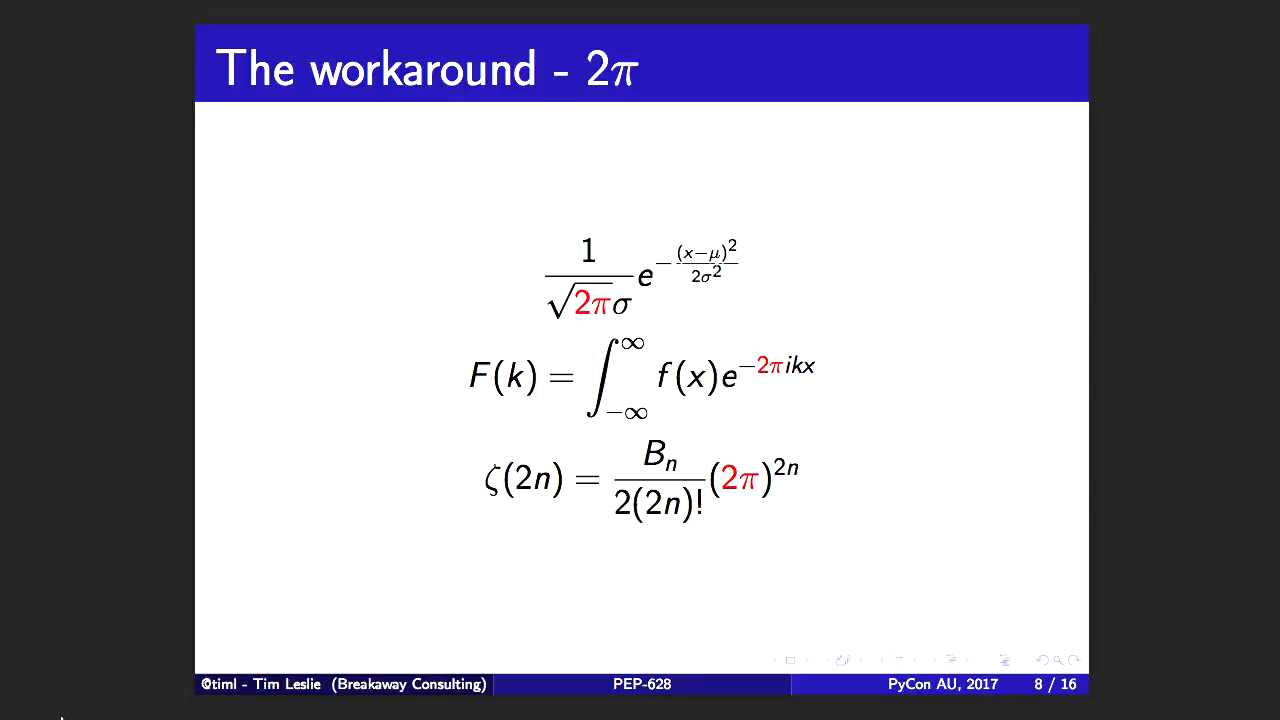 The workaround - 2π
1
√2π σ e^−(x−μ)²/2σ²
F(k) = ∫_{−∞}^{∞} f(x)e^{−2πikx}
ζ(2n) = B_n / 2(2n)! (2π)^{2n}
©timl - Tim Leslie (Breakaway Consulting) PEP-628 PyCon AU, 2017 8 / 16